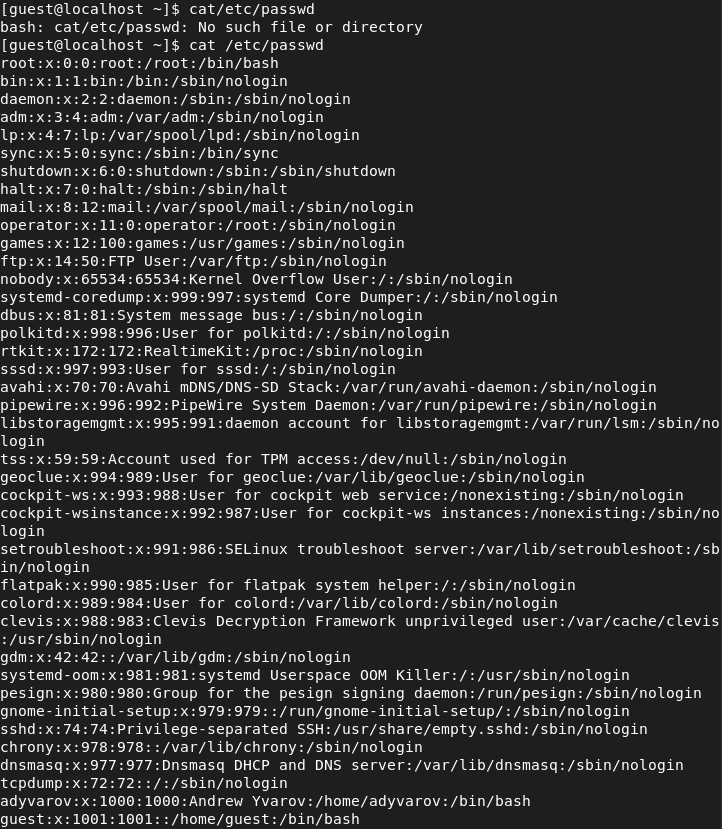 [guest@localhost ~]$ cat/etc/passwd
bash: cat/etc/passwd: No such file or directory
[guest@localhost ~]$ cat /etc/passwd
root:x:0:0:root:/root:/bin/bash
bin:x:1:1:bin:/bin:/sbin/nologin
daemon:x:2:2:daemon:/sbin:/sbin/nologin
adm:x:3:4:adm:/var/adm:/sbin/nologin
lp:x:4:7:lp:/var/spool/lpd:/sbin/nologin
sync:x:5:0:sync:/sbin:/bin/sync
shutdown:x:6:0:shutdown:/sbin:/sbin/shutdown
halt:x:7:0:halt:/sbin:/sbin/halt
mail:x:8:12:mail:/var/spool/mail:/sbin/nologin
operator:x:11:0:operator:/root:/sbin/nologin
games:x:12:100:games:/usr/games:/sbin/nologin
ftp:x:14:50:FTP User:/var/ftp:/sbin/nologin
nobody:x:65534:65534:Kernel Overflow User:/:/sbin/nologin
systemd-coredump:x:999:997:systemd Core Dumper:/:/sbin/nologin
dbus:x:81:81:System message bus:/:/sbin/nologin
polkitd:x:998:996:User for polkitd:/:/sbin/nologin
rtkit:x:172:172:RealtimeKit:/proc:/sbin/nologin
sssd:x:997:993:User for sssd:/:/sbin/nologin
avahi:x:70:70:Avahi mDNS/DNS-SD Stack:/var/run/avahi-daemon:/sbin/nologin
pipewire:x:996:992:PipeWire System Daemon:/var/run/pipewire:/sbin/nologin
libstoragemgmt:x:995:991:daemon account for libstoragemgmt:/var/run/lsm:/sbin/no
login
tss:x:59:59:Account used for TPM access:/dev/null:/sbin/nologin
geoclue:x:994:989:User for geoclue:/var/lib/geoclue:/sbin/nologin
cockpit-ws:x:993:988:User for cockpit web service:/nonexisting:/sbin/nologin
cockpit-wsinstance:x:992:987:User for cockpit-ws instances:/nonexisting:/sbin/no
login
setroubleshoot:x:991:986:SELinux troubleshoot server:/var/lib/setroubleshoot:/sb
in/nologin
flatpak:x:990:985:User for flatpak system helper:/:/sbin/nologin
colord:x:989:984:User for colord:/var/lib/colord:/sbin/nologin
clevis:x:988:983:Clevis Decryption Framework unprivileged user:/var/cache/clevis
:/usr/sbin/nologin
gdm:x:42:42::/var/lib/gdm:/sbin/nologin
systemd-oom:x:981:981:systemd Userspace OOM Killer:/:/usr/sbin/nologin
pesign:x:980:980:Group for the pesign signing daemon:/run/pesign:/sbin/nologin
gnome-initial-setup:x:979:979::/run/gnome-initial-setup/:/sbin/nologin
sshd:x:74:74:Privilege-separated SSH:/usr/share/empty.sshd:/sbin/nologin
chrony:x:978:978::/var/lib/chrony:/sbin/nologin
dnsmasq:x:977:977:Dnsmasq DHCP and DNS server:/var/lib/dnsmasq:/sbin/nologin
tcpdump:x:72:72::/:/sbin/nologin
adyvarov:x:1000:1000:Andrew Yvarov:/home/adyvarov:/bin/bash
guest:x:1001:1001::/home/guest:/bin/bash